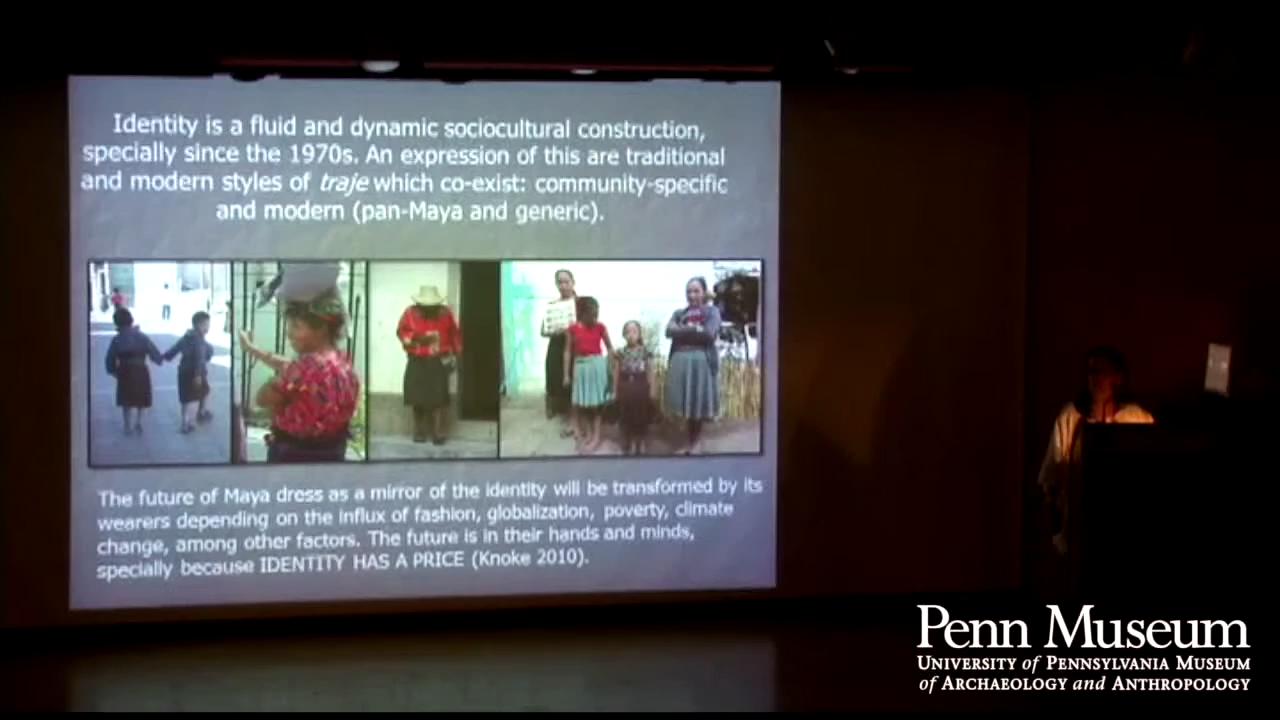 Identity is a fluid and dynamic sociocultural construction,
specially since the 1970s. An expression of this are traditional
and modern styles of traje which co-exist: community-specific
and modern (pan-Maya and generic).
The future of Maya dress as a mirror of the identity will be transformed by its
wearers depending on the influx of fashion, globalization, poverty, climate
change, among other factors. The future is in their hands and minds,
specially because IDENTITY HAS A PRICE (Knoke 2010).
Penn Museum
UNIVERSITY of PENNSYLVANIA MUSEUM
of ARCHAEOLOGY and ANTHROPOLOGY